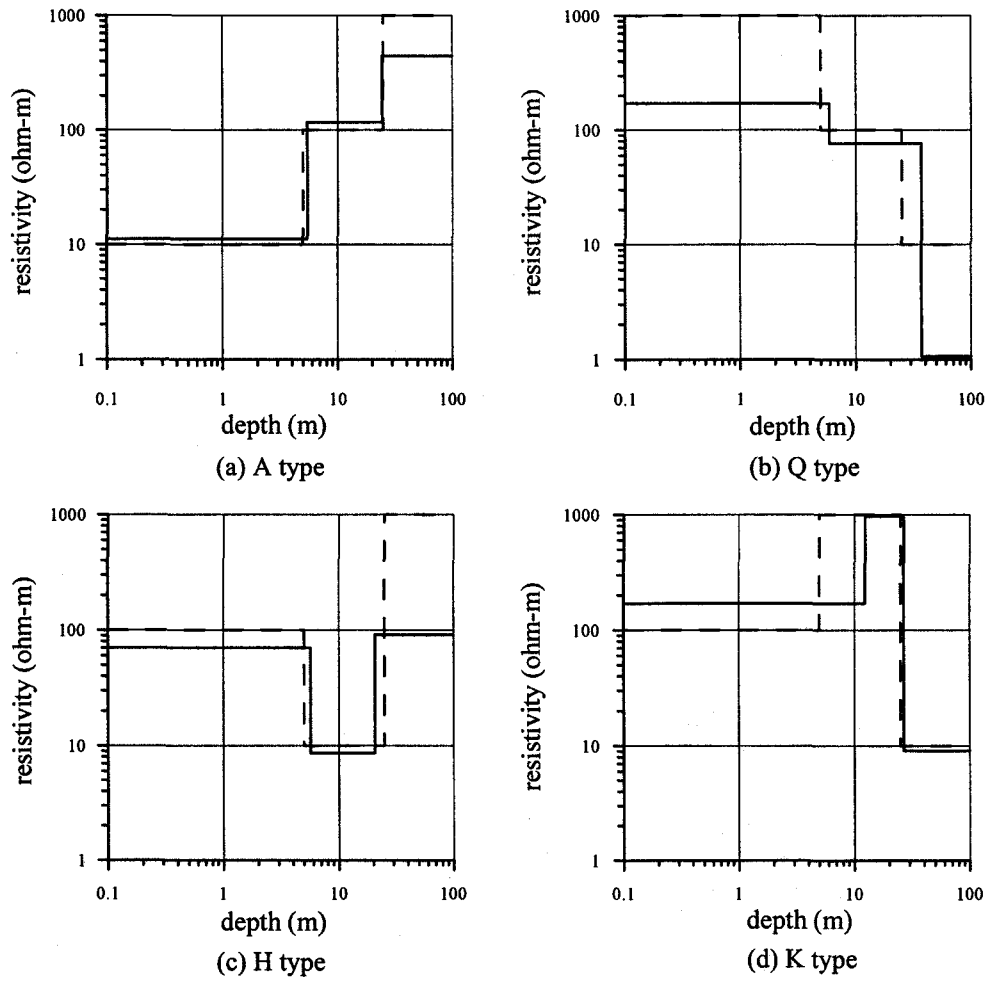 1000
100
10
1
resistivity (ohm-m)
0.1 1 10 100
depth (m)
(a) A type
1000
100
10
1
resistivity (ohm-m)
0.1 1 10 100
depth (m)
(b) Q type
1000
100
10
1
resistivity (ohm-m)
0.1 1 10 100
depth (m)
(c) H type
1000
100
10
1
resistivity (ohm-m)
0.1 1 10 100
depth (m)
(d) K type